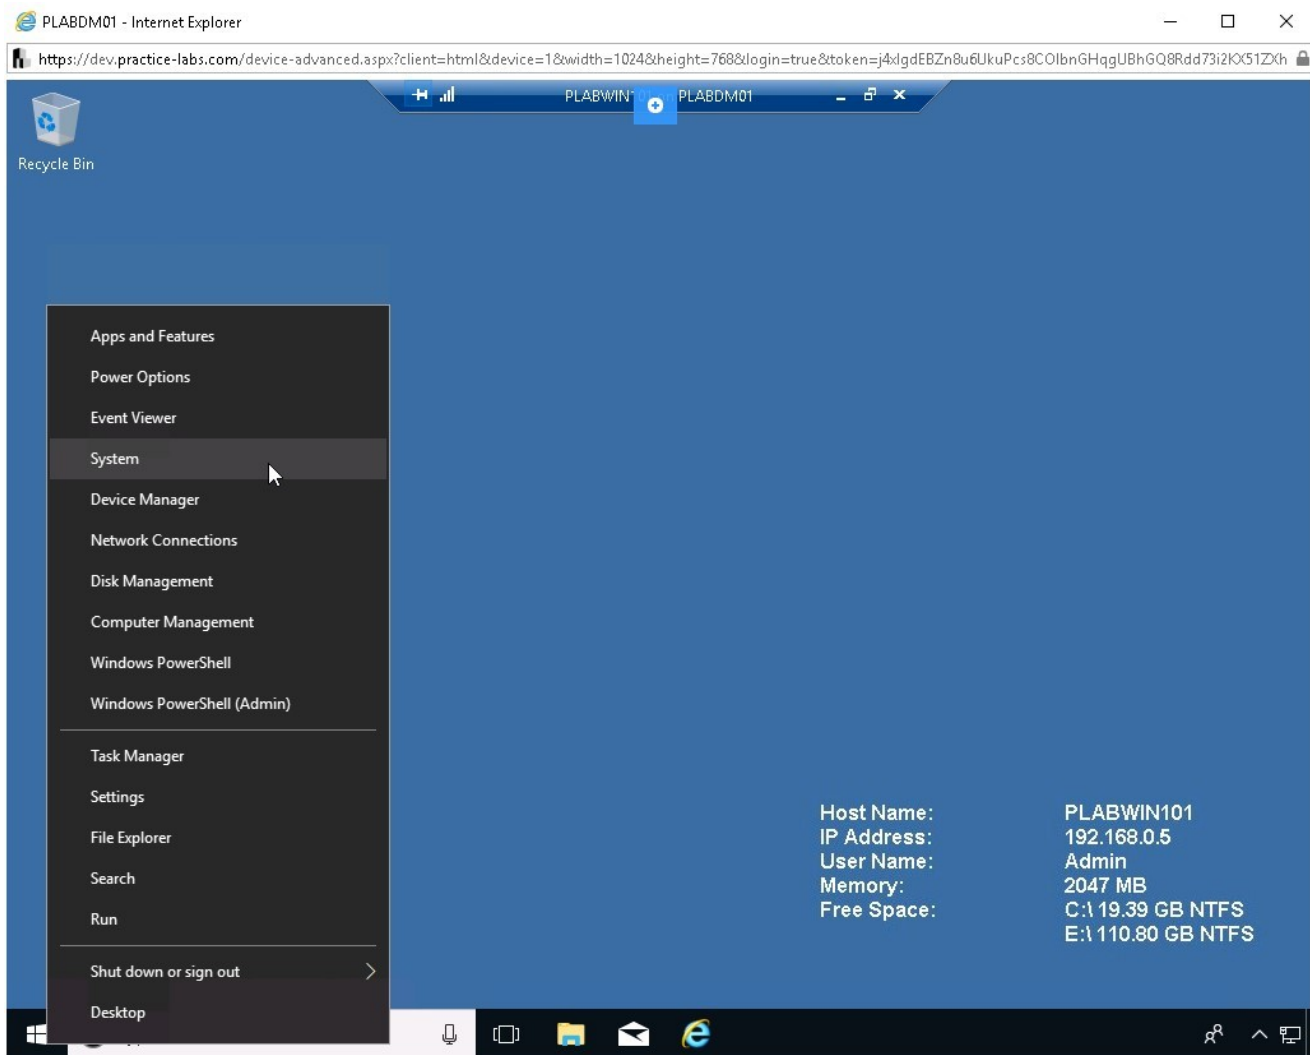 PLABDM01 - Internet Explorer
https://dev.practice-labs.com/device-advanced.aspx?client=html&device=1&width=1024&height=768&login=true&token=j4xIgdEBZn8u6UkuPcs8COIbnGHqgUBhGQ8Rdd73i2KX51ZXh
PLABWIN101 on PLABDM01
Recycle Bin
Apps and Features
Power Options
Event Viewer
System
Device Manager
Network Connections
Disk Management
Computer Management
Windows PowerShell
Windows PowerShell (Admin)
Task Manager
Settings
File Explorer
Search
Run
Shut down or sign out
Desktop
Host Name: PLABWIN101
IP Address: 192.168.0.5
User Name: Admin
Memory: 2047 MB
Free Space: C:\ 19.39 GB NTFS
E:\ 110.80 GB NTFS